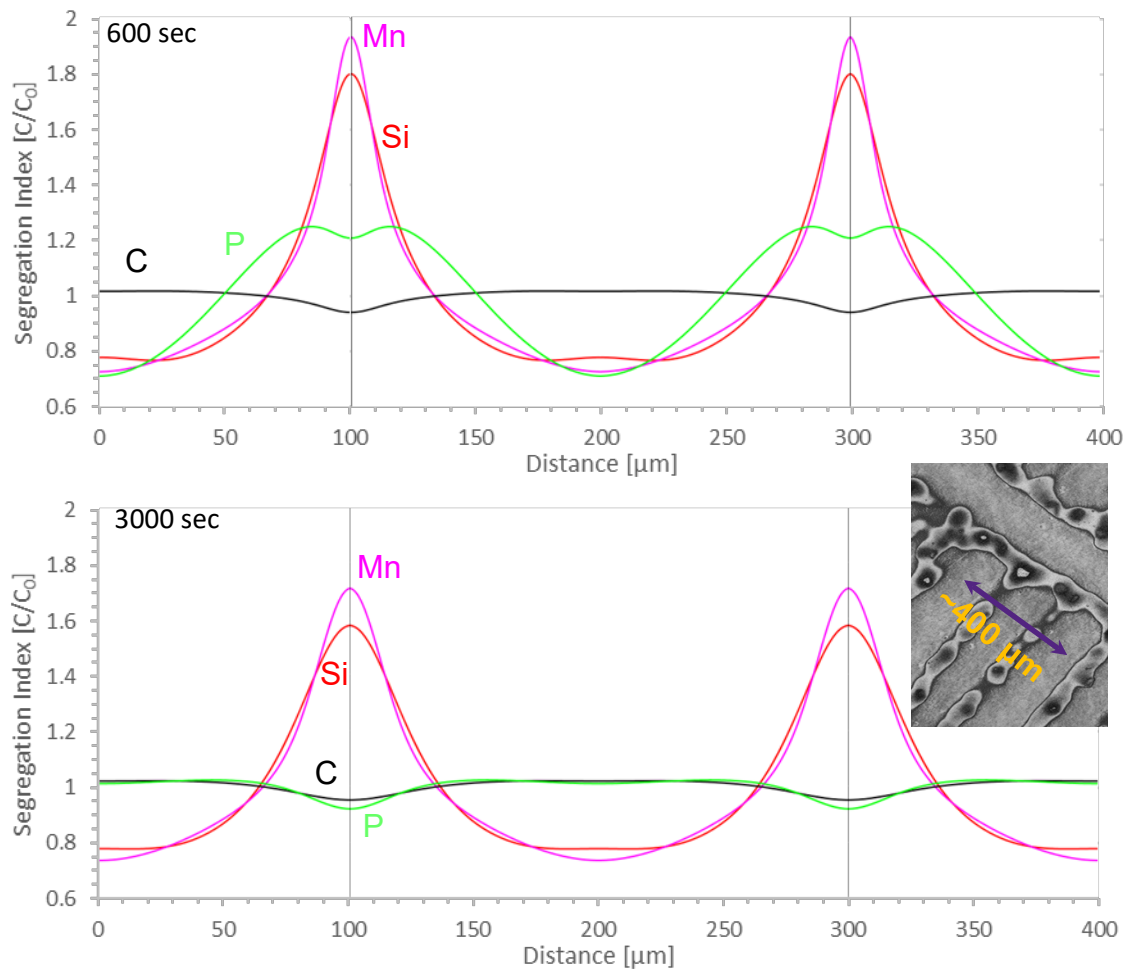 600 sec
Mn
Si
P
C
Segregation Index [C/C₀]
2
1.8
1.6
1.4
1.2
1
0.8
0.6
0 50 100 150 200 250 300 350 400
Distance [µm]
3000 sec
Mn
Si
C
P
~400 µm
Segregation Index [C/C₀]
2
1.8
1.6
1.4
1.2
1
0.8
0.6
0 50 100 150 200 250 300 350 400
Distance [µm]